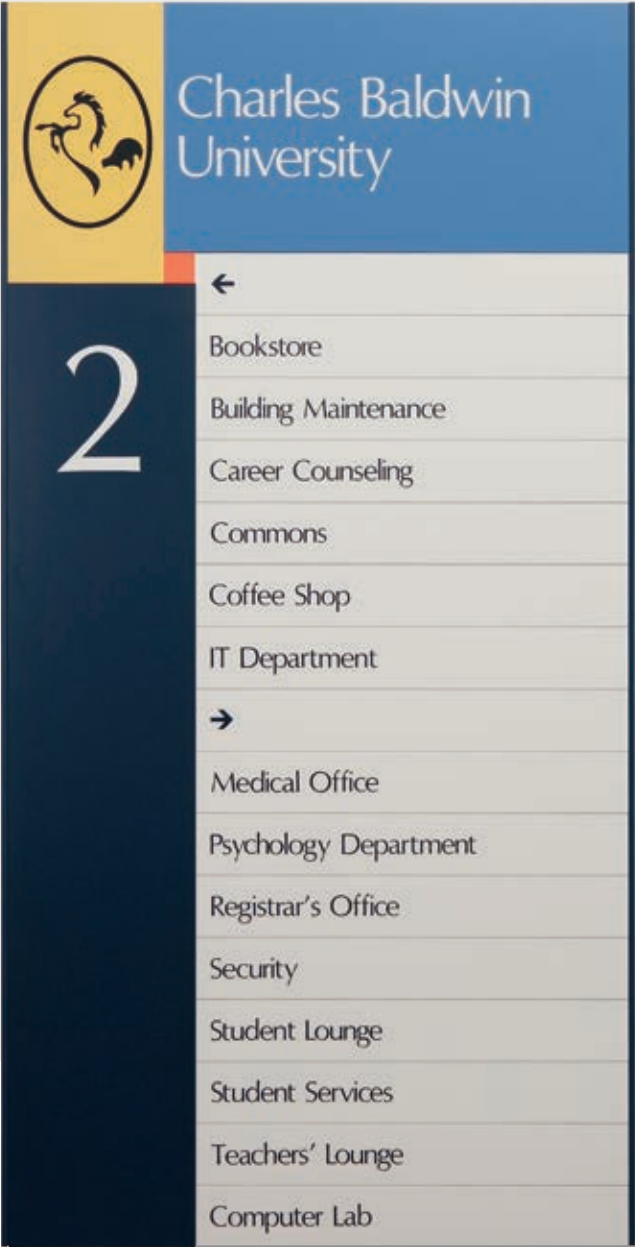 Charles Baldwin
University
2
←
Bookstore
Building Maintenance
Career Counseling
Commons
Coffee Shop
IT Department
→
Medical Office
Psychology Department
Registrar’s Office
Security
Student Lounge
Student Services
Teachers’ Lounge
Computer Lab